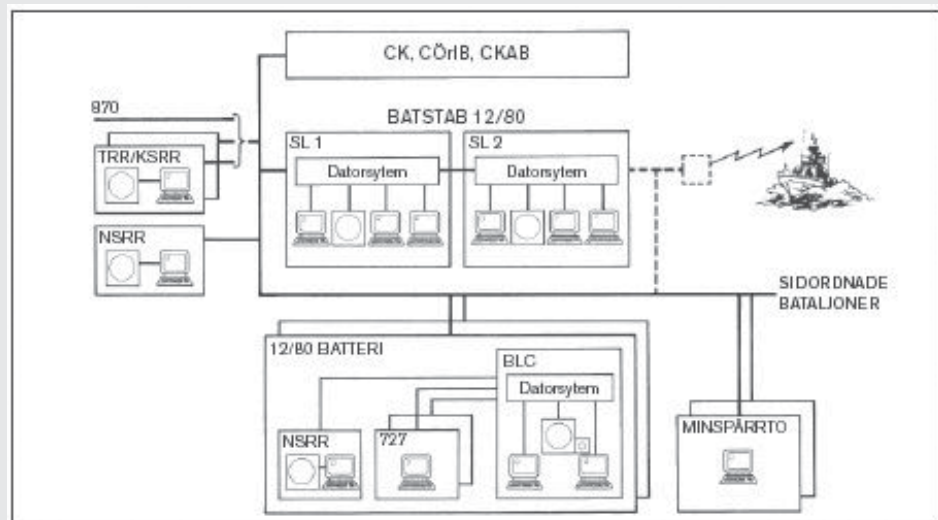 CK, CÖrlB, CKAB
870
BATSTAB 12/80
TRR/KSRR
SL 1
SL 2
Datorsytem
Datorsytem
NSRR
SIDORDNADE
BATALJONER
12/80 BATTERI
BLC
Datorsytem
NSRR
727
MINSPÄRRTO